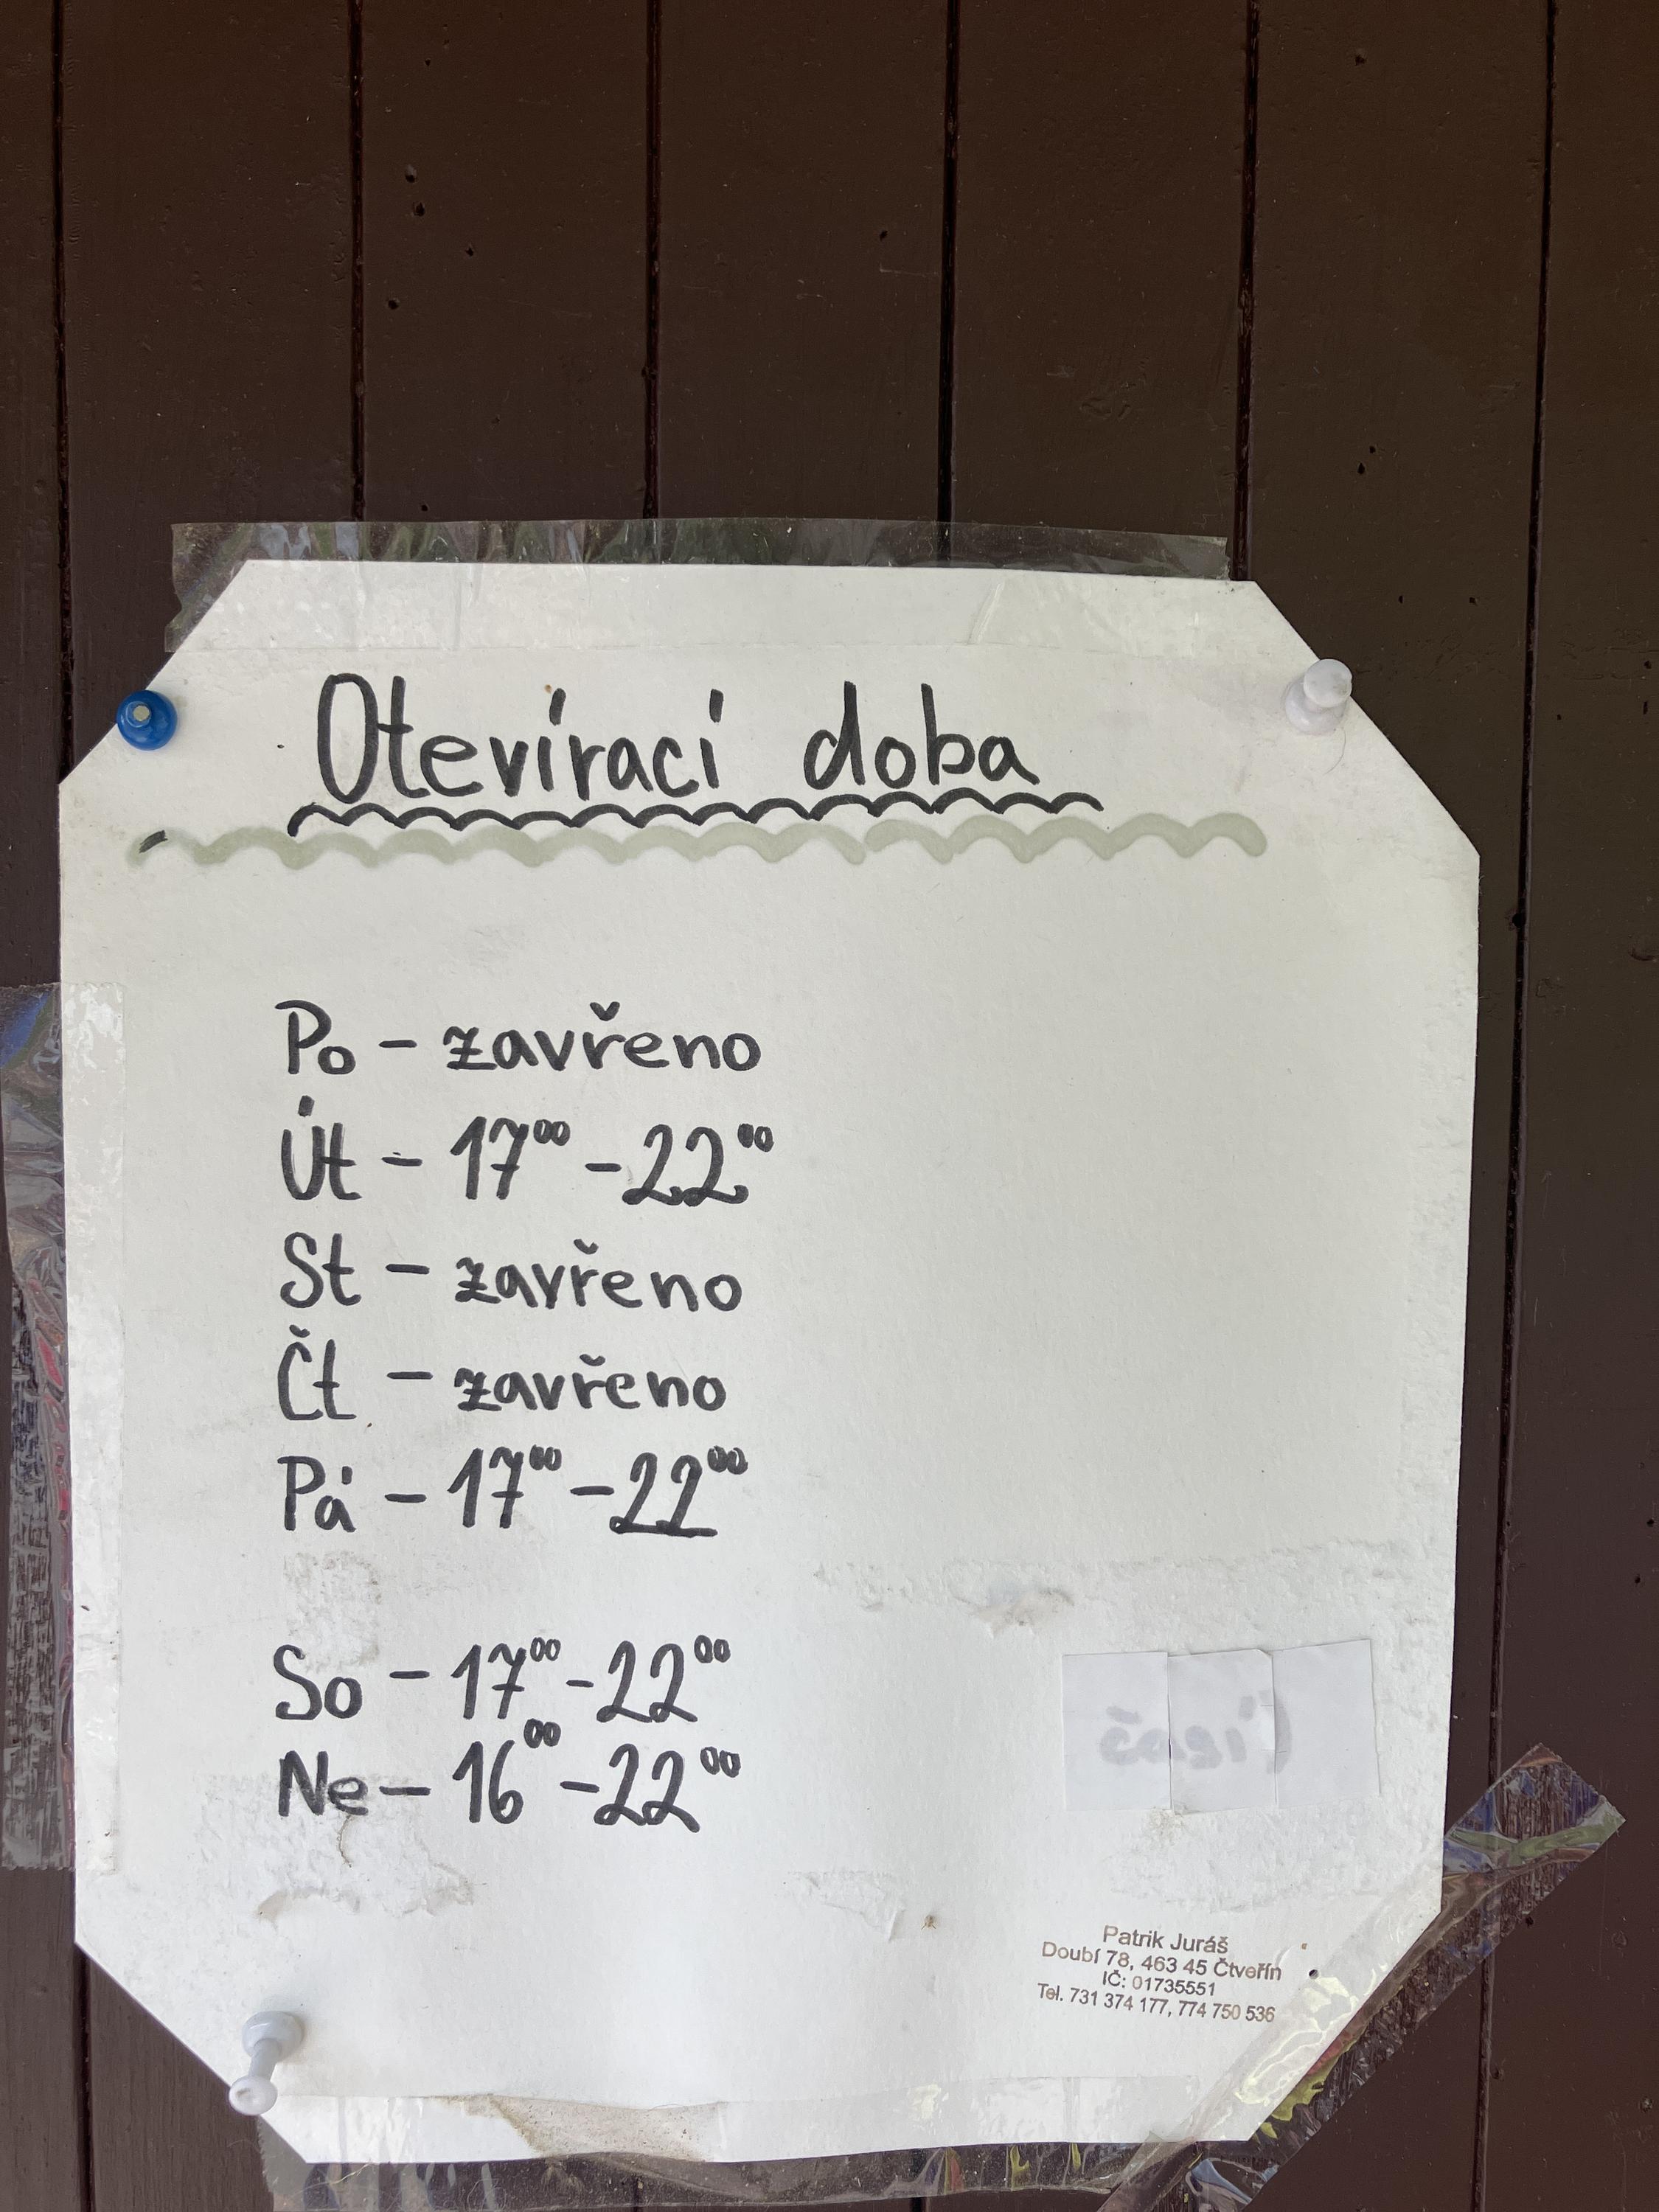 Otevírací doba
Po - zavřeno
Út - 17⁰⁰ - 22⁰⁰
St - zavřeno
Čt - zavřeno
Pá - 17⁰⁰ - 22⁰⁰
So - 17⁰⁰ - 22⁰⁰
Ne - 16⁰⁰ - 22⁰⁰
Patrik Juráš
Doubí 78, 463 45 Čtveřín
IČ: 01735551
Tel. 731 374 177, 774 750 536